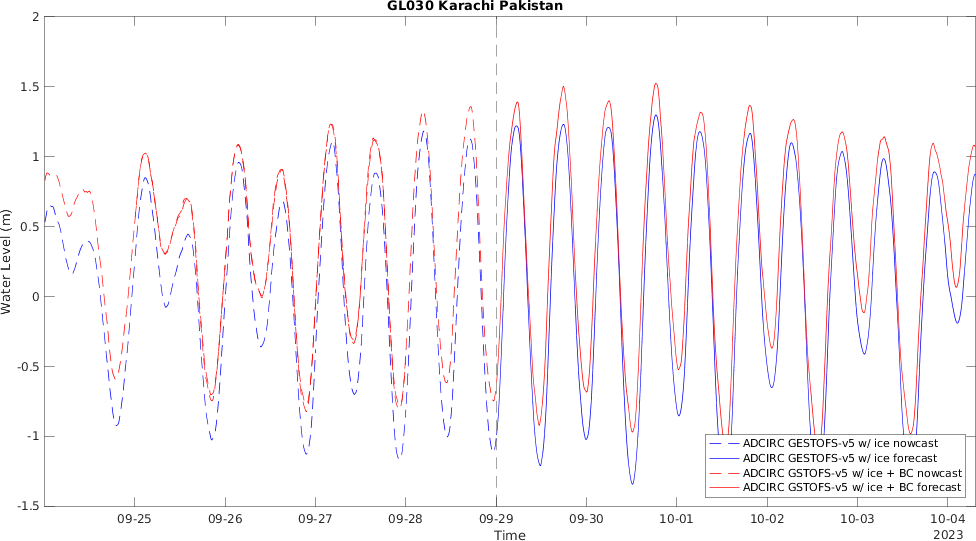 GL030 Karachi Pakistan
2
1.5
1
0.5
0
-0.5
-1
-1.5
Water Level (m)
09-25 09-26 09-27 09-28 09-29 09-30 10-01 10-02 10-03 10-04
2023
Time
ADCIRC GESTOFS-v5 w/ ice nowcast
ADCIRC GESTOFS-v5 w/ ice forecast
ADCIRC GSTOFS-v5 w/ ice + BC nowcast
ADCIRC GSTOFS-v5 w/ ice + BC forecast